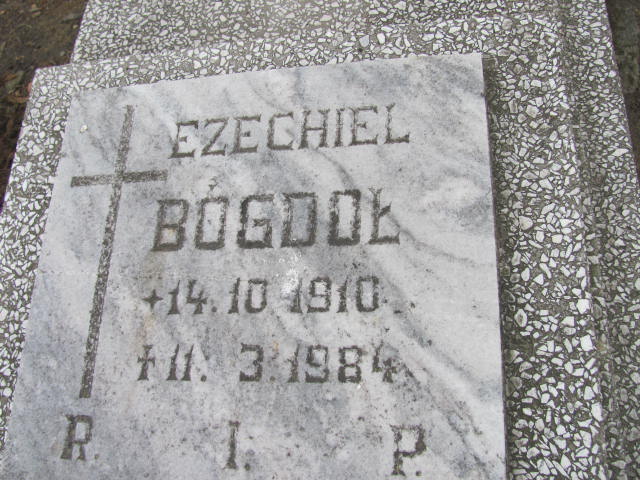 EZECHIEL
BÓGDOŁ
+14.10 1910.
+11. 3.1984.
R. I. P.